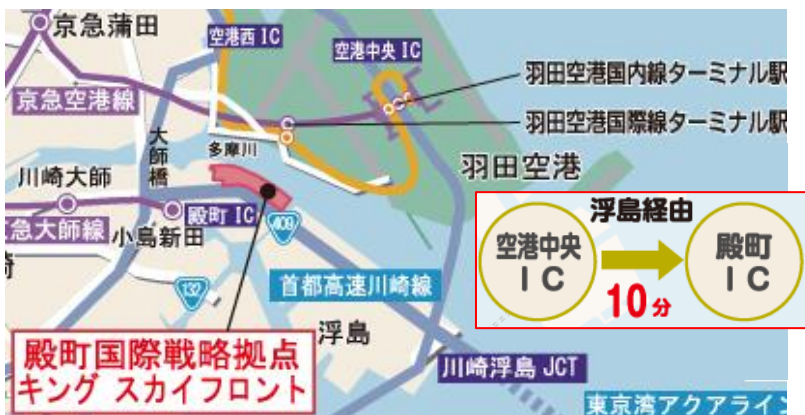 京急蒲田
空港西 IC
空港中央 IC
羽田空港国内線ターミナル駅
京急空港線
羽田空港国際線ターミナル駅
大師橋
多摩川
羽田空港
川崎大師
殿町 IC
急大師線
小島新田
409
浮島経由
空港中央
IC
殿町
IC
10分
崎
132
首都高速川崎線
浮島
殿町国際戦略拠点
キング スカイフロント
川崎浮島 JCT
東京湾アクアライン